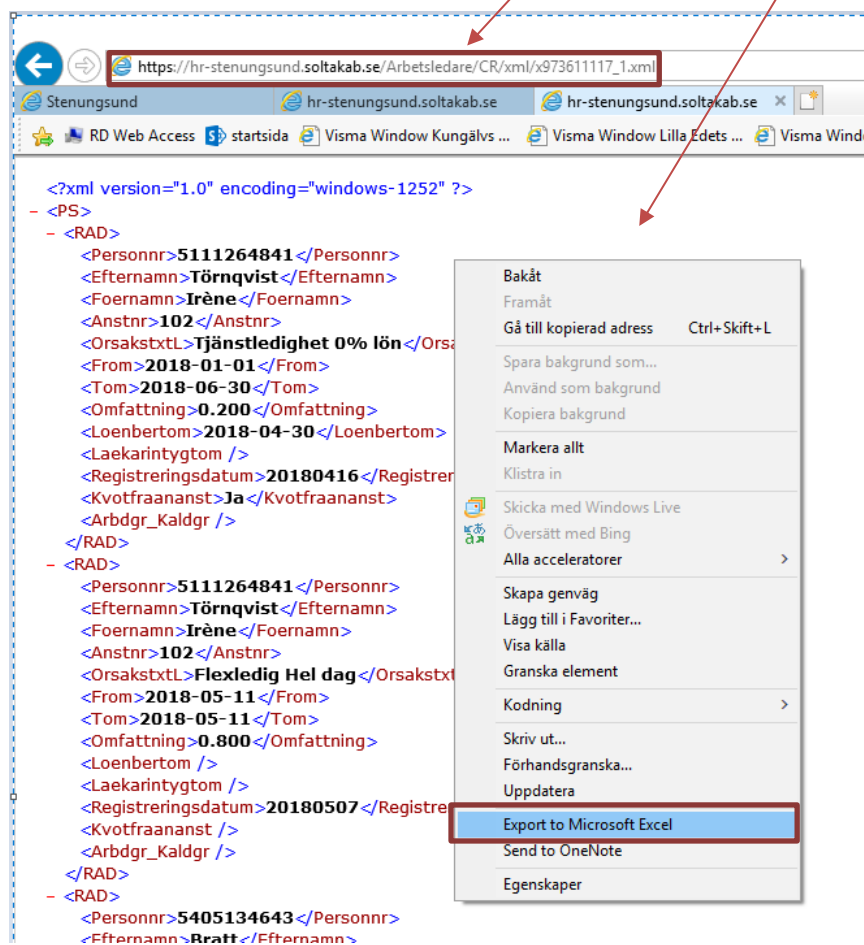 https://hr-stenungsund.soltakab.se/Arbetsledare/CR/xml/x973611117_1.xml
Stenungsund hr-stenungsund.soltakab.se hr-stenungsund.soltakab.se ×
RD Web Access startsida Visma Window Kungälvs ... Visma Window Lilla Edets ... Visma Wind
<?xml version="1.0" encoding="windows-1252" ?>
– <PS>
– <RAD>
<Personnr>5111264841</Personnr>
<Efternamn>Törnqvist</Efternamn>
<Foernamn>Irène</Foernamn>
<Anstnr>102</Anstnr>
<OrsakstxtL>Tjänstledighet 0% lön</Orsa
<From>2018-01-01</From>
<Tom>2018-06-30</Tom>
<Omfattning>0.200</Omfattning>
<Loenbertom>2018-04-30</Loenbertom>
<Laekarintygtom />
<Registreringsdatum>20180416</Registrer
<Kvotfraananst>Ja</Kvotfraananst>
<Arbdgr_Kaldgr />
</RAD>
– <RAD>
<Personnr>5111264841</Personnr>
<Efternamn>Törnqvist</Efternamn>
<Foernamn>Irène</Foernamn>
<Anstnr>102</Anstnr>
<OrsakstxtL>Flexledig Hel dag</Orsakstxt
<From>2018-05-11</From>
<Tom>2018-05-11</Tom>
<Omfattning>0.800</Omfattning>
<Loenbertom />
<Laekarintygtom />
<Registreringsdatum>20180507</Registre
<Kvotfraananst />
<Arbdgr_Kaldgr />
</RAD>
– <RAD>
<Personnr>5405134643</Personnr>
<Efternamn>Bratt</Efternamn>
Bakåt
Framåt
Gå till kopierad adress Ctrl+Skift+L
Spara bakgrund som...
Använd som bakgrund
Kopiera bakgrund
Markera allt
Klistra in
Skicka med Windows Live
Översätt med Bing
Alla acceleratorer >
Skapa genväg
Lägg till i Favoriter...
Visa källa
Granska element
Kodning >
Skriv ut...
Förhandsgranska...
Uppdatera
Export to Microsoft Excel
Send to OneNote
Egenskaper